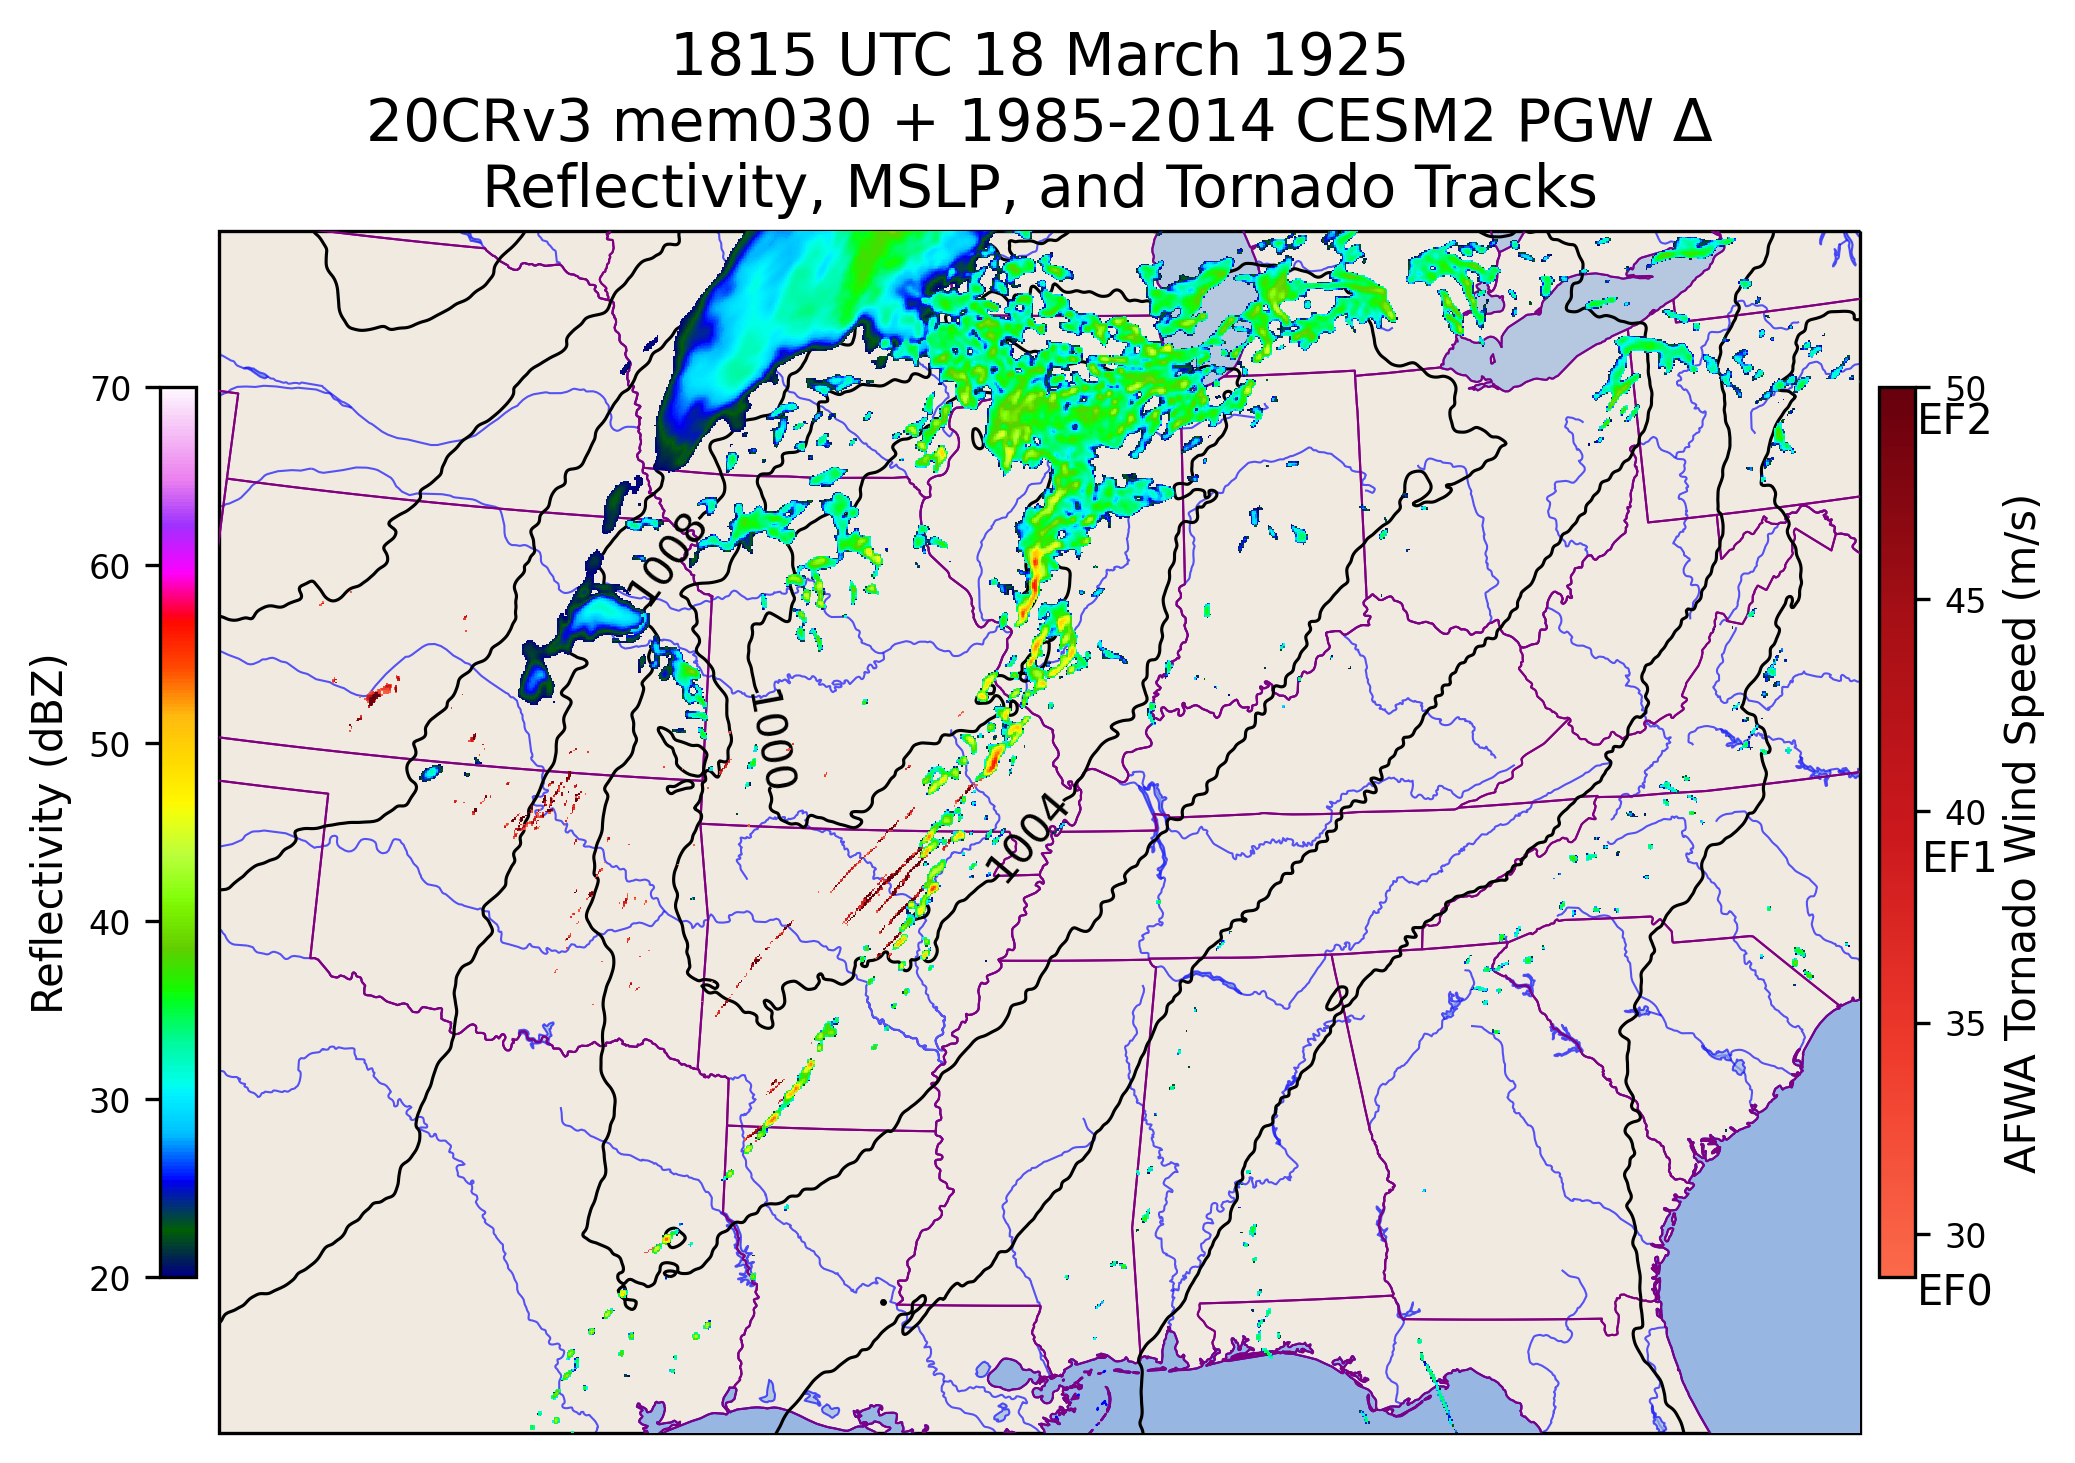 1815 UTC 18 March 1925
20CRv3 mem030 + 1985-2014 CESM2 PGW Δ
Reflectivity, MSLP, and Tornado Tracks
70
60
50
40
30
20
Reflectivity (dBZ)
1008
1000
1004
50
EF2
45
40
EF1
35
30
EF0
AFWA Tornado Wind Speed (m/s)